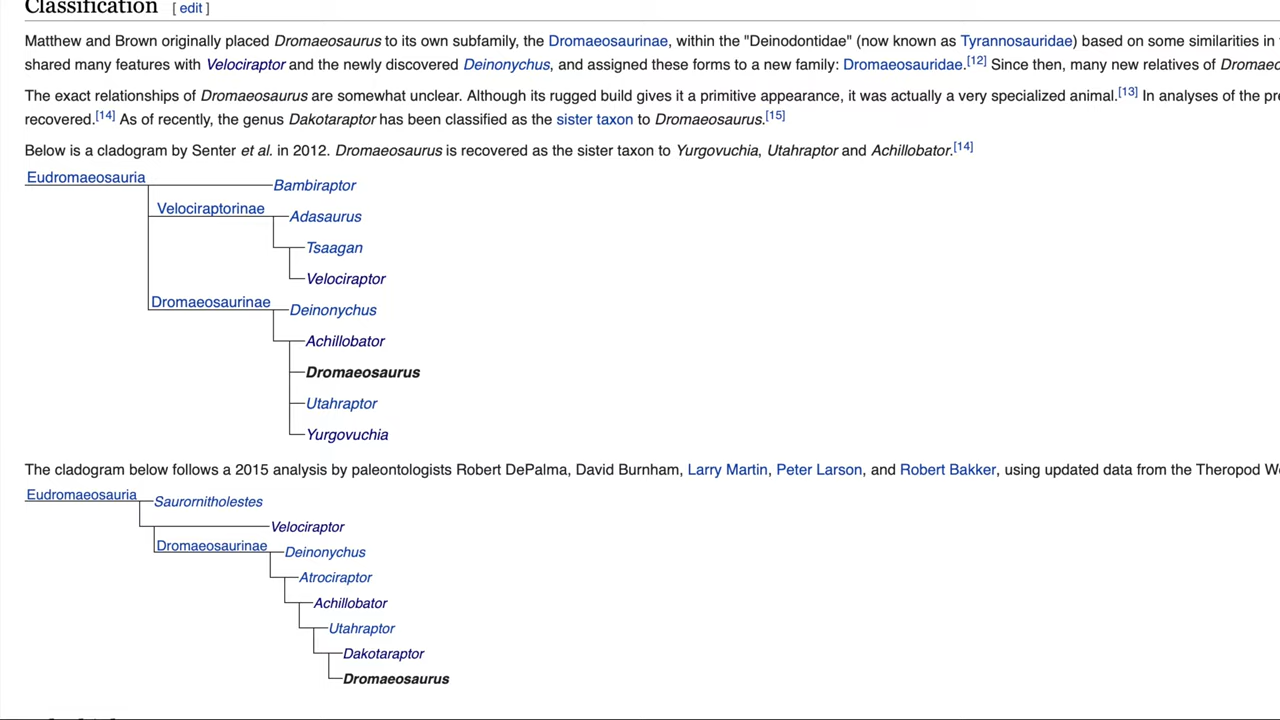 Classification [ edit ]
Matthew and Brown originally placed Dromaeosaurus to its own subfamily, the Dromaeosaurinae, within the "Deinodontidae" (now known as Tyrannosauridae) based on some similarities in
shared many features with Velociraptor and the newly discovered Deinonychus, and assigned these forms to a new family: Dromaeosauridae.[12] Since then, many new relatives of Dromaeo
The exact relationships of Dromaeosaurus are somewhat unclear. Although its rugged build gives it a primitive appearance, it was actually a very specialized animal.[13] In analyses of the pre
recovered.[14] As of recently, the genus Dakotaraptor has been classified as the sister taxon to Dromaeosaurus.[15]
Below is a cladogram by Senter et al. in 2012. Dromaeosaurus is recovered as the sister taxon to Yurgovuchia, Utahraptor and Achillobator.[14]
Eudromaeosauria
Bambiraptor
Velociraptorinae
Adasaurus
Tsaagan
Velociraptor
Dromaeosaurinae
Deinonychus
Achillobator
Dromaeosaurus
Utahraptor
Yurgovuchia
The cladogram below follows a 2015 analysis by paleontologists Robert DePalma, David Burnham, Larry Martin, Peter Larson, and Robert Bakker, using updated data from the Theropod W
Eudromaeosauria
Saurornitholestes
Velociraptor
Dromaeosaurinae
Deinonychus
Atrociraptor
Achillobator
Utahraptor
Dakotaraptor
Dromaeosaurus